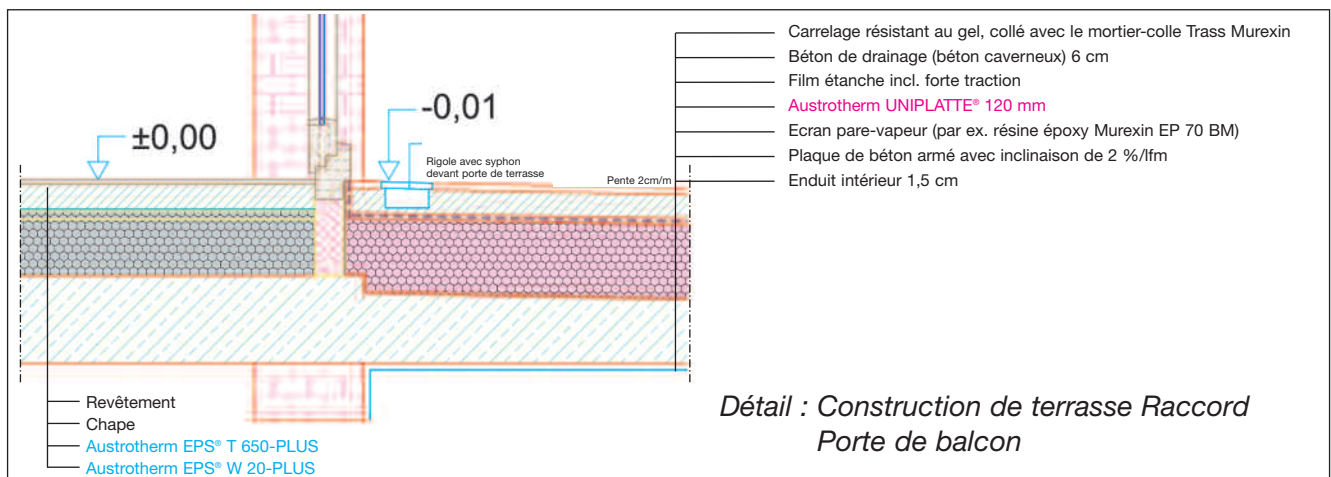 Carrelage résistant au gel, collé avec le mortier-colle Trass Murexin
Béton de drainage (béton caverneux) 6 cm
Film étanche incl. forte traction
Austrotherm UNIPLATTE® 120 mm
Ecran pare-vapeur (par ex. résine époxy Murexin EP 70 BM)
Plaque de béton armé avec inclinaison de 2 %/lfm
Enduit intérieur 1,5 cm
±0,00
-0,01
Rigole avec syphon
devant porte de terrasse
Pente 2cm/m
Revêtement
Chape
Austrotherm EPS® T 650-PLUS
Austrotherm EPS® W 20-PLUS
Détail : Construction de terrasse Raccord
Porte de balcon